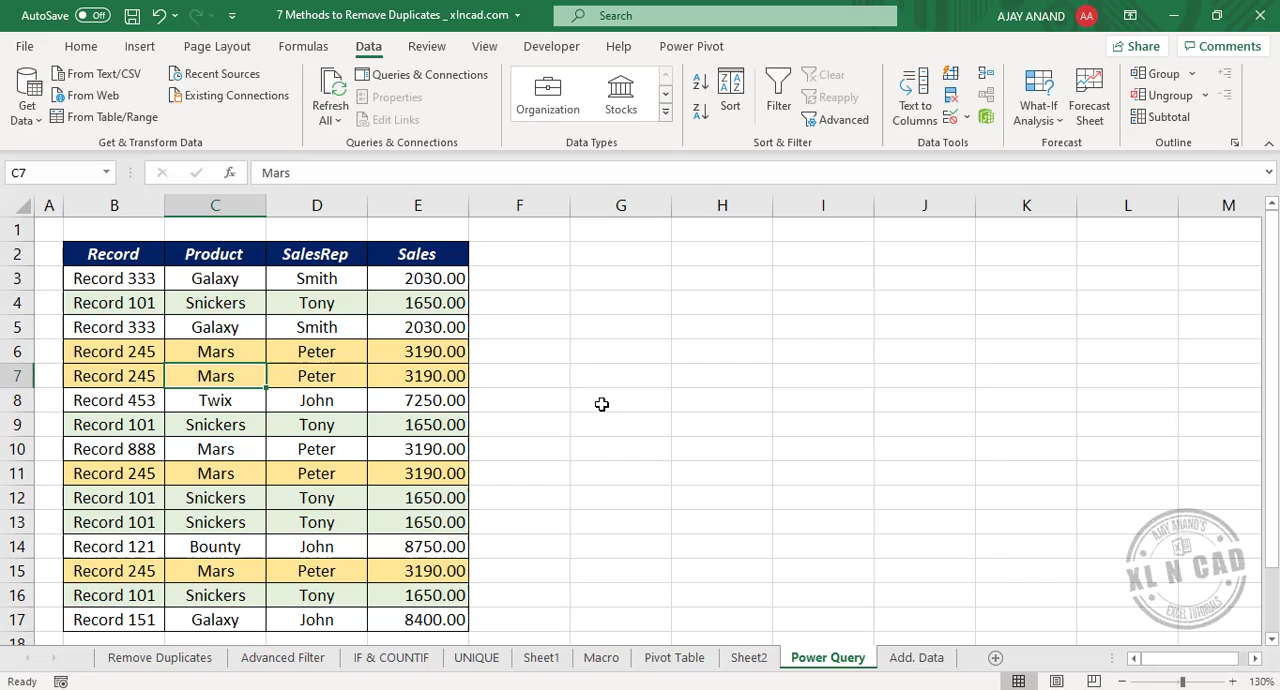 AutoSave Off 7 Methods to Remove Duplicates _ xlncad.com Search AJAY ANAND AA
File Home Insert Page Layout Formulas Data Review View Developer Help Power Pivot Share Comments
Get Data
From Text/CSV
From Web
From Table/Range
Recent Sources
Existing Connections
Get & Transform Data
Refresh All
Queries & Connections
Properties
Edit Links
Queries & Connections
Organization Stocks
Data Types
Sort
Filter
Clear
Reapply
Advanced
Sort & Filter
Text to Columns
Data Tools
What-If Analysis
Forecast Sheet
Forecast
Group
Ungroup
Subtotal
Outline
C7 fx Mars
A B C D E F G H I J K L M
1
2 Record Product SalesRep Sales
3 Record 333 Galaxy Smith 2030.00
4 Record 101 Snickers Tony 1650.00
5 Record 333 Galaxy Smith 2030.00
6 Record 245 Mars Peter 3190.00
7 Record 245 Mars Peter 3190.00
8 Record 453 Twix John 7250.00
9 Record 101 Snickers Tony 1650.00
10 Record 888 Mars Peter 3190.00
11 Record 245 Mars Peter 3190.00
12 Record 101 Snickers Tony 1650.00
13 Record 101 Snickers Tony 1650.00
14 Record 121 Bounty John 8750.00
15 Record 245 Mars Peter 3190.00
16 Record 101 Snickers Tony 1650.00
17 Record 151 Galaxy John 8400.00
18
AJAY ANAND'S
XL N CAD
EXCEL TUTORIALS
Remove Duplicates Advanced Filter IF & COUNTIF UNIQUE Sheet1 Macro Pivot Table Sheet2 Power Query Add. Data
Ready 130%